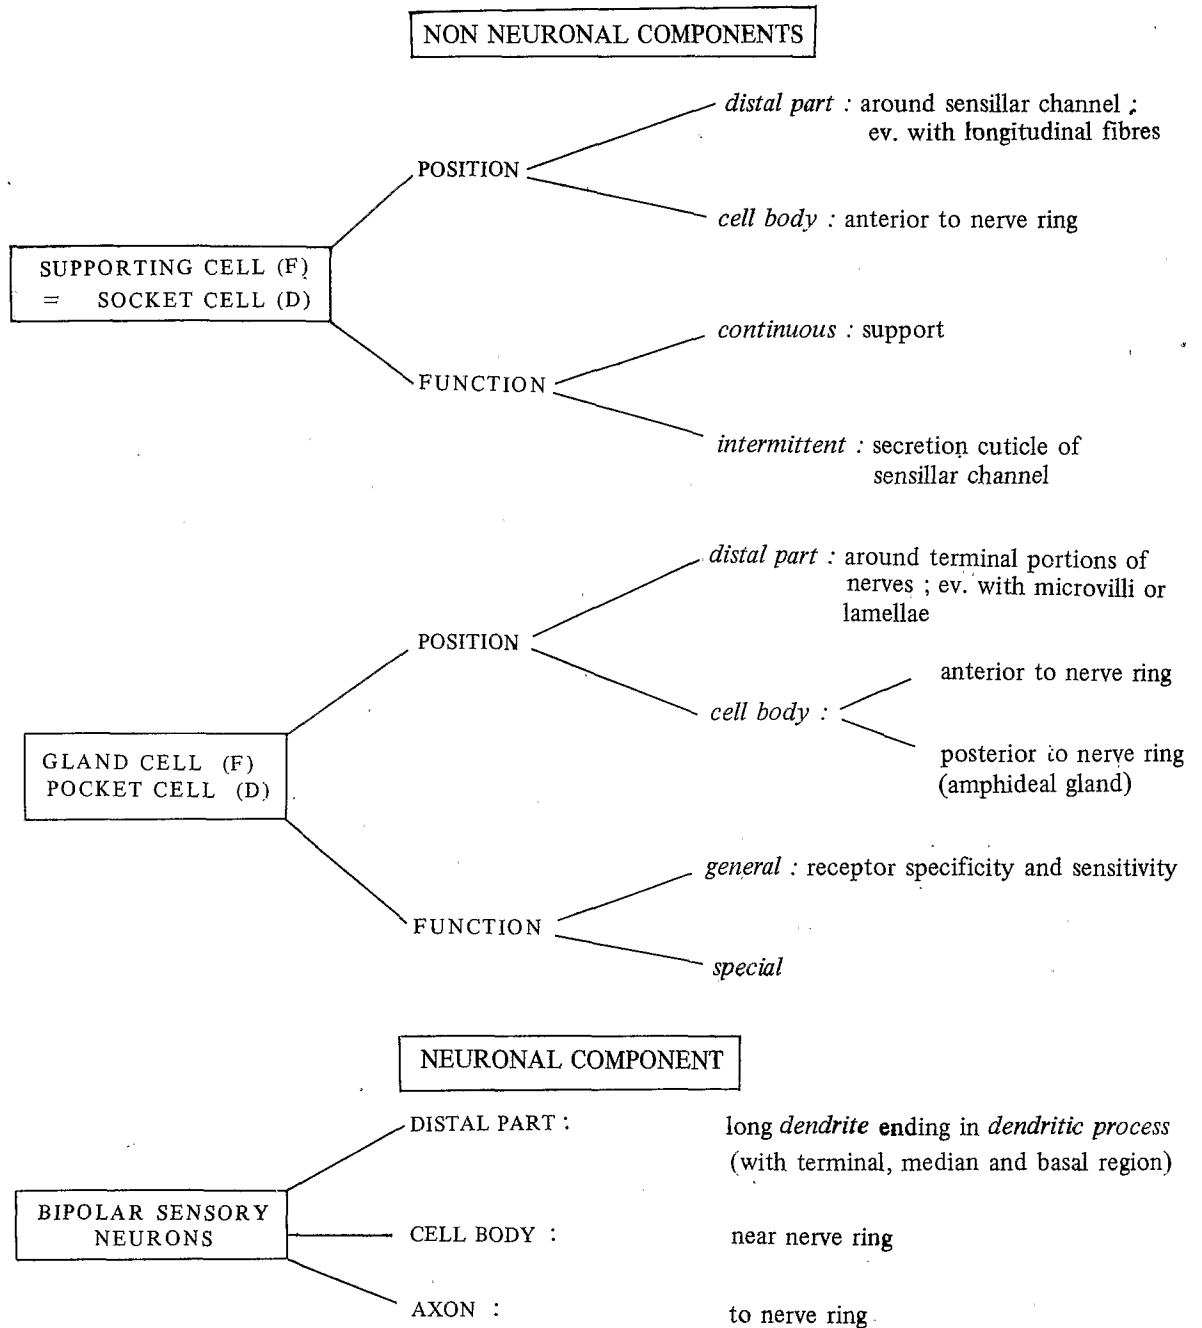 NON NEURONAL COMPONENTS
distal part : around sensillar channel ;
ev. with longitudinal fibres
POSITION
cell body : anterior to nerve ring
SUPPORTING CELL (F)
= SOCKET CELL (D)
continuous : support
FUNCTION
intermittent : secretion cuticle of
sensillar channel
distal part : around terminal portions of
nerves ; ev. with microvilli or
lamellae
POSITION
anterior to nerve ring
cell body :
posterior to nerve ring
(amphideal gland)
GLAND CELL (F)
POCKET CELL (D)
general : receptor specificity and sensitivity
FUNCTION
special
NEURONAL COMPONENT
DISTAL PART : long dendrite ending in dendritic process
(with terminal, median and basal region)
BIPOLAR SENSORY
NEURONS
CELL BODY : near nerve ring
AXON : to nerve ring